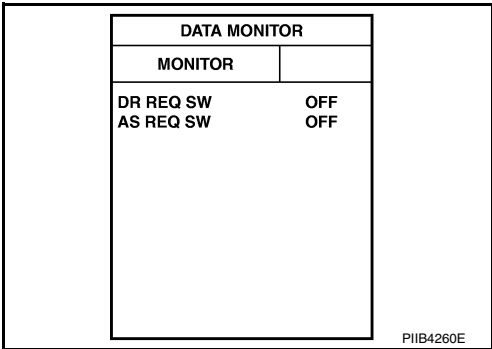 DATA MONITOR
MONITOR
DR REQ SW OFF
AS REQ SW OFF
PIIB4260E